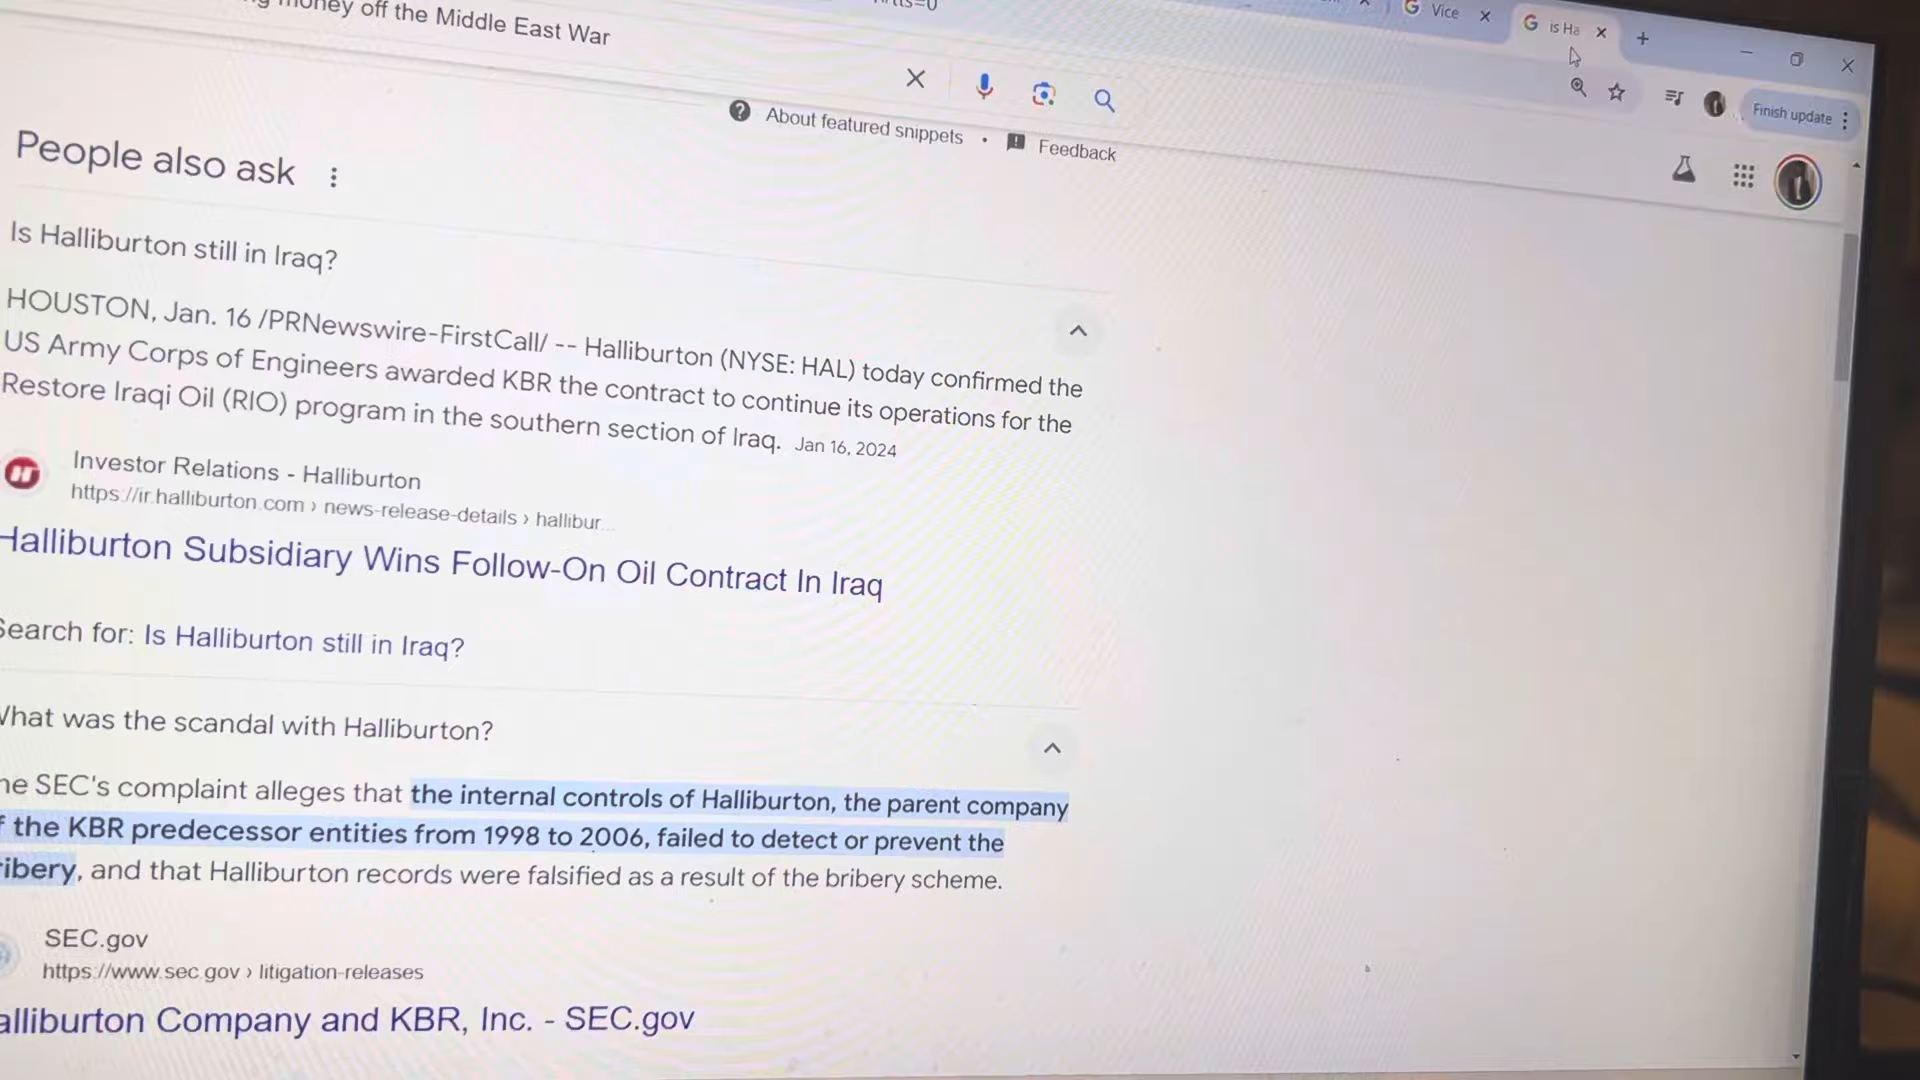 money off the Middle East War
Vice
is Ha
Finish update
About featured snippets • Feedback
People also ask
Is Halliburton still in Iraq?
HOUSTON, Jan. 16 /PRNewswire-FirstCall/ -- Halliburton (NYSE: HAL) today confirmed the
US Army Corps of Engineers awarded KBR the contract to continue its operations for the
Restore Iraqi Oil (RIO) program in the southern section of Iraq. Jan 16, 2024
Investor Relations - Halliburton
https://ir.halliburton.com › news-release-details › hallibur...
Halliburton Subsidiary Wins Follow-On Oil Contract In Iraq
Search for: Is Halliburton still in Iraq?
What was the scandal with Halliburton?
he SEC's complaint alleges that the internal controls of Halliburton, the parent company
f the KBR predecessor entities from 1998 to 2006, failed to detect or prevent the
ribery, and that Halliburton records were falsified as a result of the bribery scheme.
SEC.gov
https://www.sec.gov › litigation-releases
alliburton Company and KBR, Inc. - SEC.gov